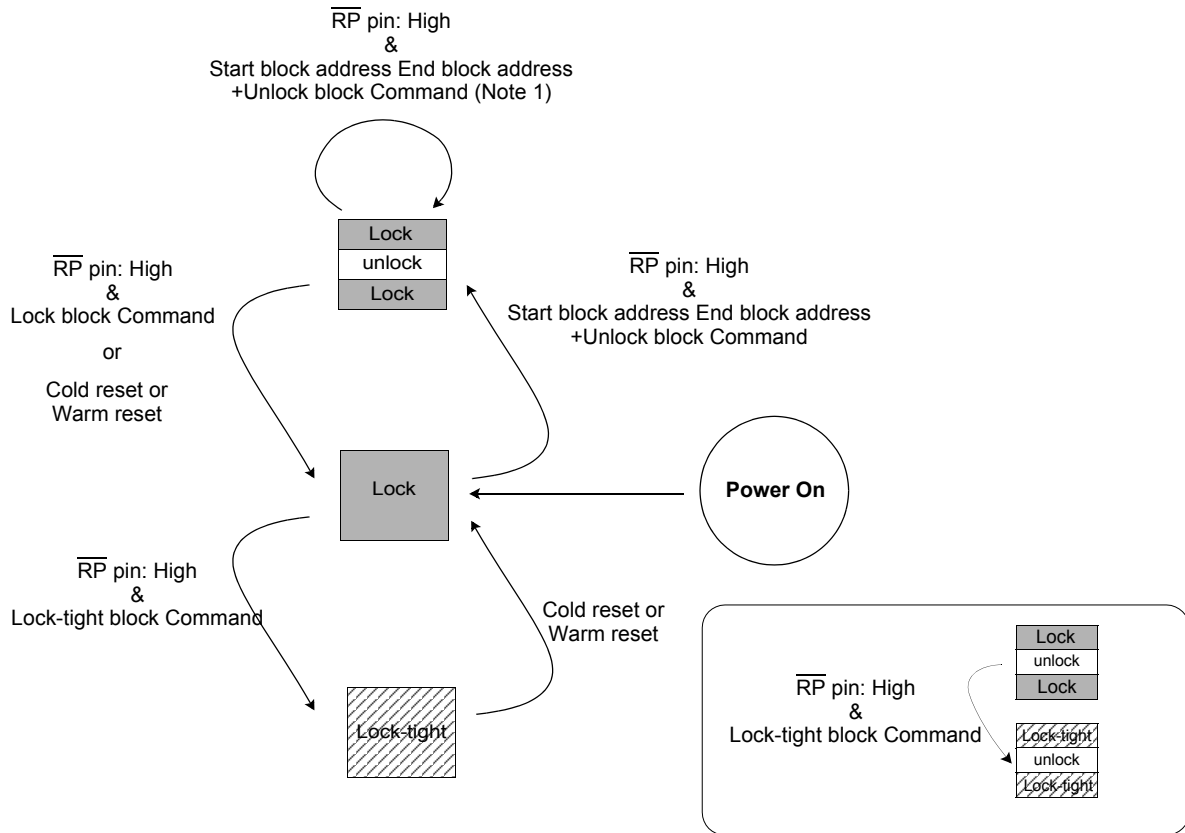 RP pin: High
&
Start block address End block address
+Unlock block Command (Note 1)
Lock
unlock
Lock
RP pin: High
&
Lock block Command
or
Cold reset or
Warm reset
RP pin: High
&
Start block address End block address
+Unlock block Command
Lock
Power On
RP pin: High
&
Lock-tight block Command
Cold reset or
Warm reset
Lock-tight
RP pin: High
&
Lock-tight block Command
Lock
unlock
Lock
Lock-tight
unlock
Lock-tight